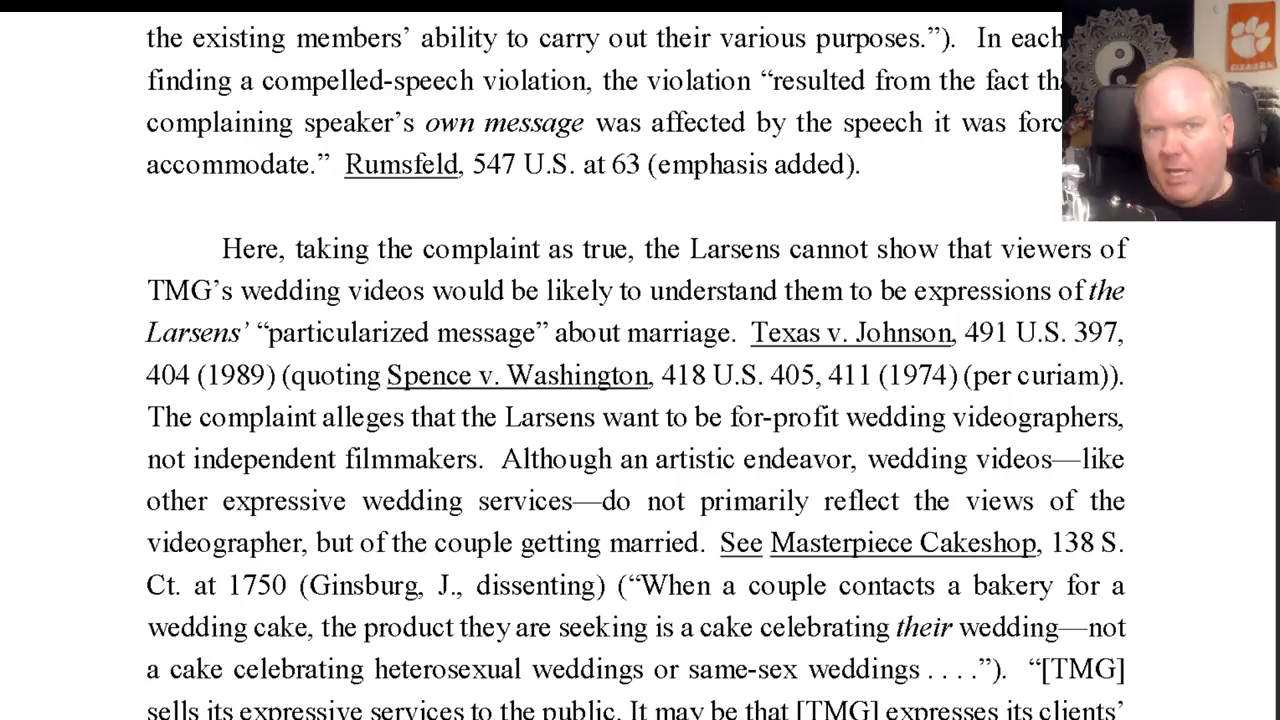 the existing members’ ability to carry out their various purposes.”).  In each
finding a compelled-speech violation, the violation “resulted from the fact
complaining speaker’s own message was affected by the speech it was
accommodate.”  Rumsfeld, 547 U.S. at 63 (emphasis added).
Here, taking the complaint as true, the Larsens cannot show that viewers of
TMG’s wedding videos would be likely to understand them to be expressions of the
Larsens’ “particularized message” about marriage.  Texas v. Johnson, 491 U.S. 397,
404 (1989) (quoting Spence v. Washington, 418 U.S. 405, 411 (1974) (per curiam)).
The complaint alleges that the Larsens want to be for-profit wedding videographers,
not independent filmmakers.  Although an artistic endeavor, wedding videos—like
other expressive wedding services—do not primarily reflect the views of the
videographer, but of the couple getting married.  See Masterpiece Cakeshop, 138 S.
Ct. at 1750 (Ginsburg, J., dissenting) (“When a couple contacts a bakery for a
wedding cake, the product they are seeking is a cake celebrating their wedding—not
a cake celebrating heterosexual weddings or same-sex weddings . . . .”).  “[TMG]
sells its expressive services to the public. It may be that [TMG] expresses its clients’